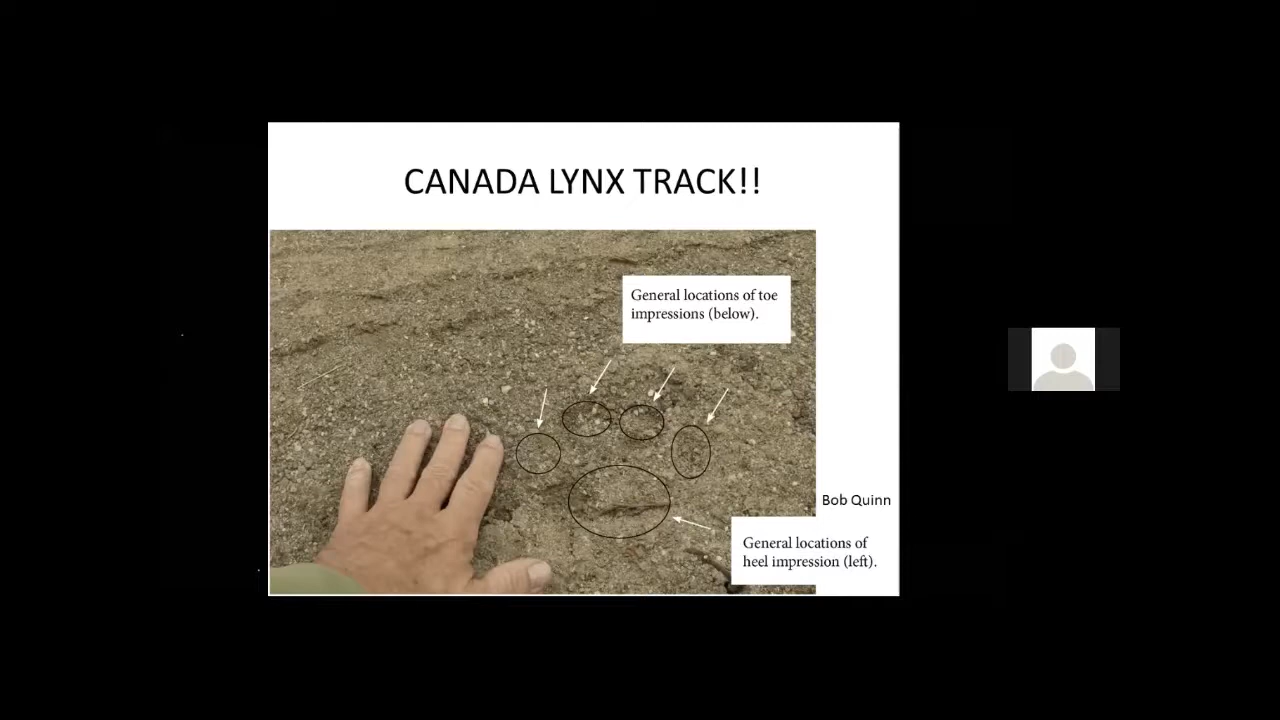 CANADA LYNX TRACK!!
General locations of toe
impressions (below).
Bob Quinn
General locations of
heel impression (left).